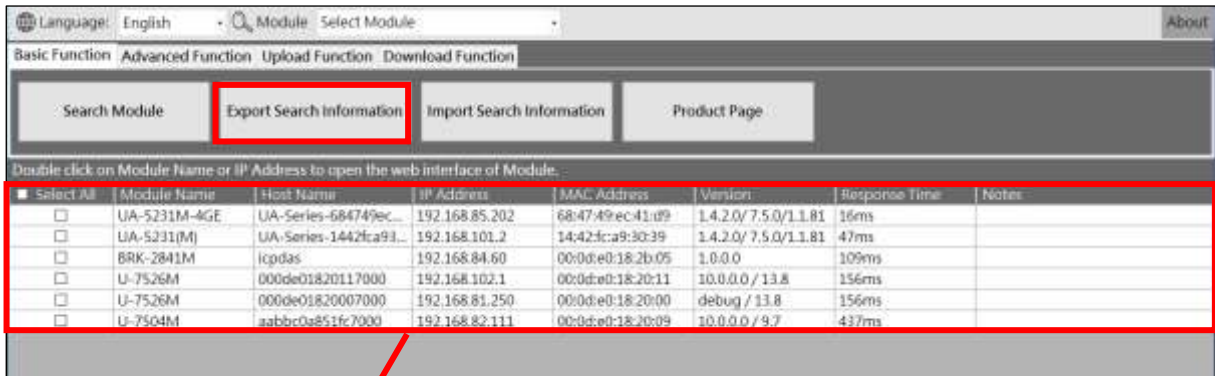 Language: English Module Select Module About
Basic Function Advanced Function Upload Function Download Function
Search Module Export Search Information Import Search Information Product Page
Double click on Module Name or IP Address to open the web interface of Module.
Select All Module Name Host Name IP Address MAC Address Version Response Time Notes
UA-5231M-4GE UA-Series-684749ec... 192.168.85.202 68:47:49:ec:41:d9 1.4.2.0/ 7.5.0/1.1.81 16ms
UA-5231(M) UA-Series-1442fca93... 192.168.101.2 14:42:fc:a9:30:39 1.4.2.0/ 7.5.0/1.1.81 47ms
BRK-2841M icpdas 192.168.84.60 00:0d:e0:18:2b:05 1.0.0.0 109ms
U-7526M 000de01820117000 192.168.102.1 00:0d:e0:18:20:11 10.0.0.0 / 13.8 156ms
U-7526M 000de01820007000 192.168.81.250 00:0d:e0:18:20:00 debug / 13.8 156ms
U-7504M aabbc0a851fc7000 192.168.82.111 00:0d:e0:18:20:09 10.0.0.0 / 9.7 437ms